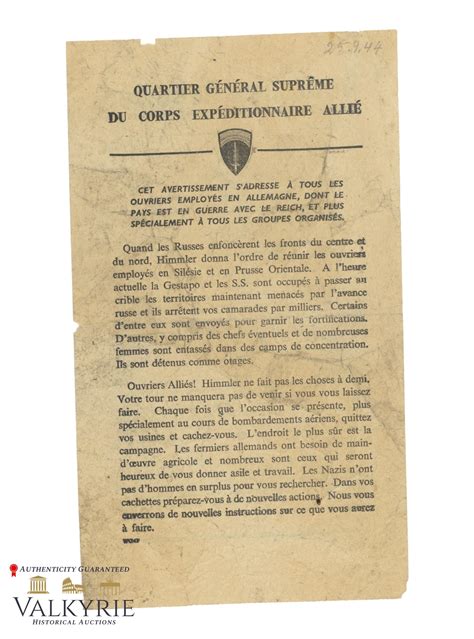 25.9.44
QUARTIER GÉNÉRAL SUPRÊME
DU CORPS EXPÉDITIONNAIRE ALLIÉ
CET AVERTISSEMENT S'ADRESSE À TOUS LES
OUVRIERS EMPLOYÉS EN ALLEMAGNE, DONT LE
PAYS EST EN GUERRE AVEC LE REICH, ET PLUS
SPÉCIALEMENT À TOUS LES GROUPES ORGANISÉS.
Quand les Russes enfoncèrent les fronts du centre et
du nord, Himmler donna l'ordre de réunir les ouvriers
employés en Silésie et en Prusse Orientale. A l'heure
actuelle la Gestapo et les S.S. sont occupés à passer au
crible les territoires maintenant menacés par l'avance
russe et ils arrêtent vos camarades par milliers. Certains
d'entre eux sont envoyés pour garnir les fortifications.
D'autres, y compris des chefs éventuels et de nombreuses
femmes sont entassés dans des camps de concentration.
Ils sont détenus comme ôtages.
Ouvriers Alliés! Himmler ne fait pas les choses à demi.
Votre tour ne manquera pas de venir si vous vous laissez
faire. Chaque fois que l'occasion se présente, plus
spécialement au cours de bombardements aériens, quittez
vos usines et cachez-vous. L'endroit le plus sûr est la
campagne. Les fermiers allemands ont besoin de main-
d'œuvre agricole et nombreux sont ceux qui seront
heureux de vous donner asile et travail. Les Nazis n'ont
pas d'hommes en surplus pour vous rechercher. Dans vos
cachettes préparez-vous à de nouvelles actions. Nous vous
enverrons de nouvelles instructions sur ce que vous aurez
à faire.
AUTHENTICITY GUARANTEED
VALKYRIE
HISTORICAL AUCTIONS